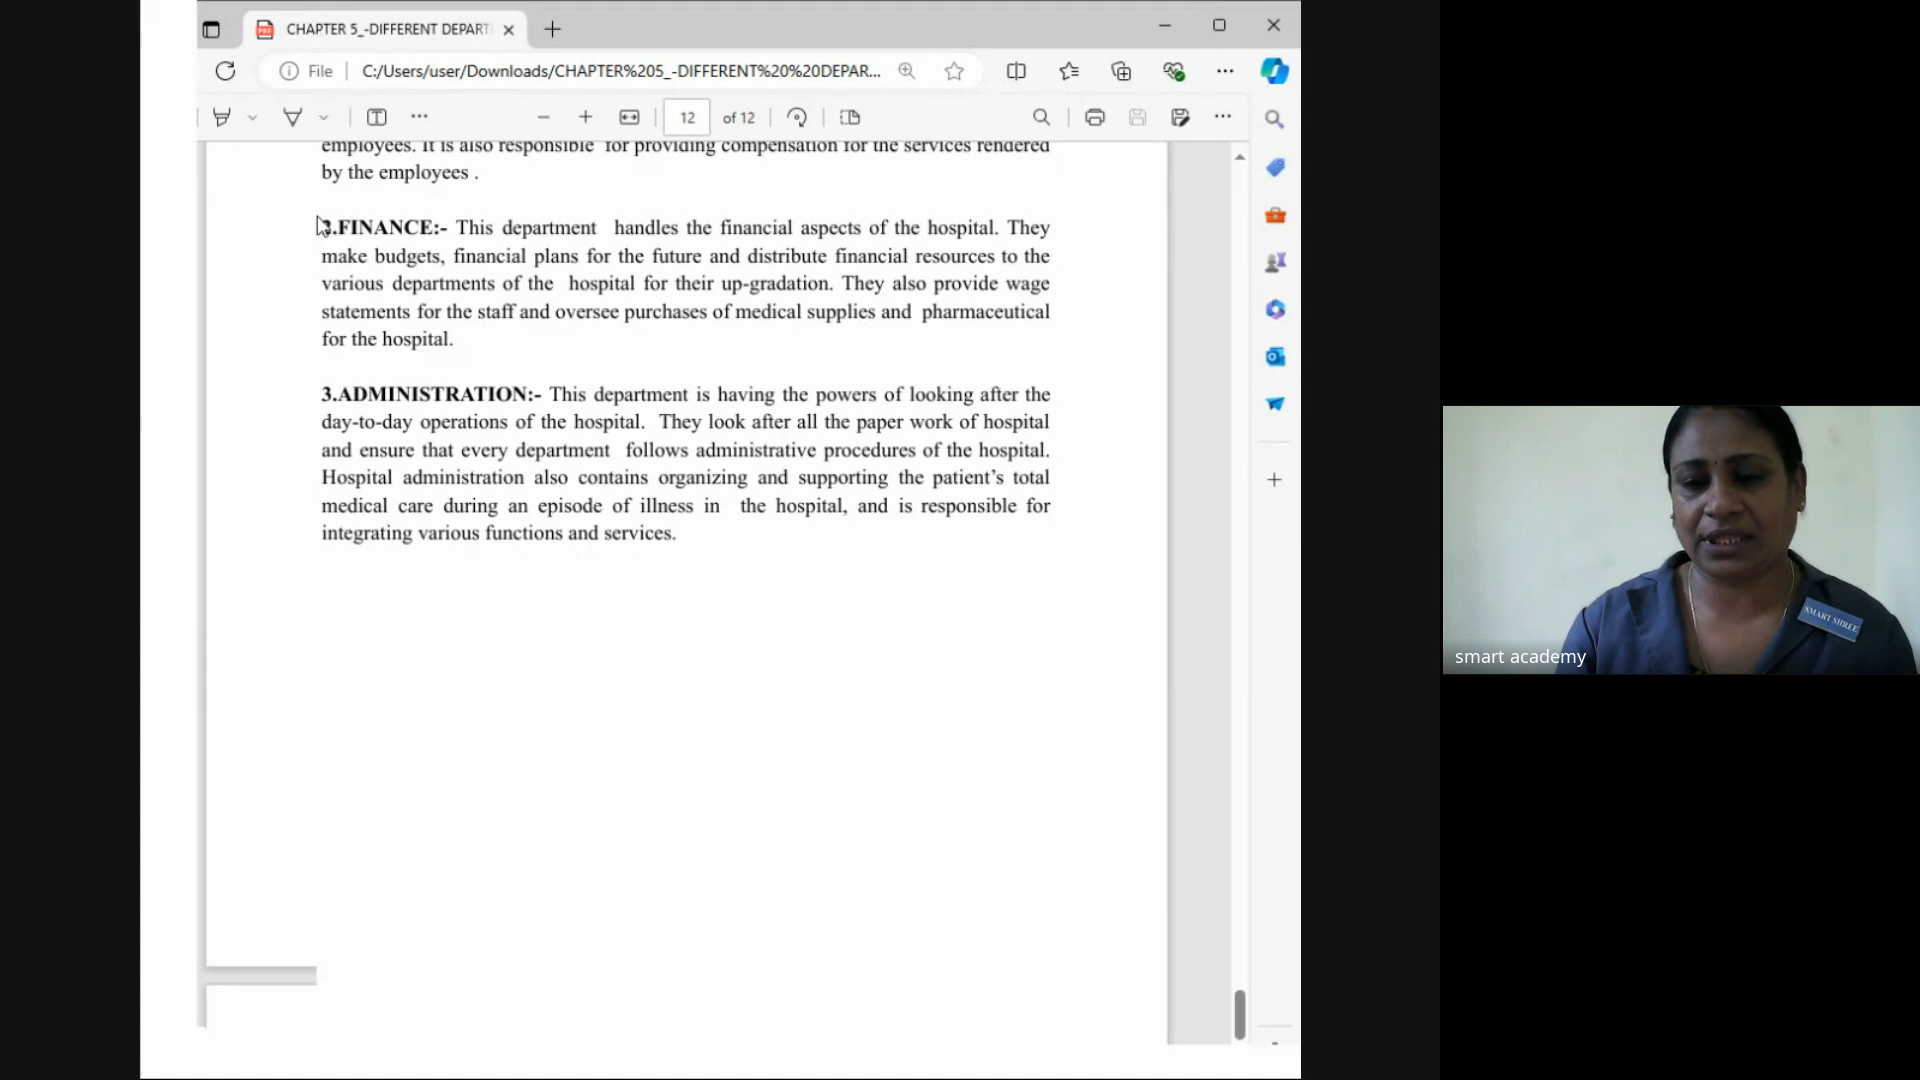 CHAPTER 5_-DIFFERENT DEPART
File
C:/Users/user/Downloads/CHAPTER%205_-DIFFERENT%20%20DEPAR...
12 of 12
employees. It is also responsible for providing compensation for the services rendered
by the employees .
2.FINANCE:- This department handles the financial aspects of the hospital. They
make budgets, financial plans for the future and distribute financial resources to the
various departments of the hospital for their up-gradation. They also provide wage
statements for the staff and oversee purchases of medical supplies and pharmaceutical
for the hospital.
3.ADMINISTRATION:- This department is having the powers of looking after the
day-to-day operations of the hospital. They look after all the paper work of hospital
and ensure that every department follows administrative procedures of the hospital.
Hospital administration also contains organizing and supporting the patient’s total
medical care during an episode of illness in the hospital, and is responsible for
integrating various functions and services.
SMART SHREE
smart academy